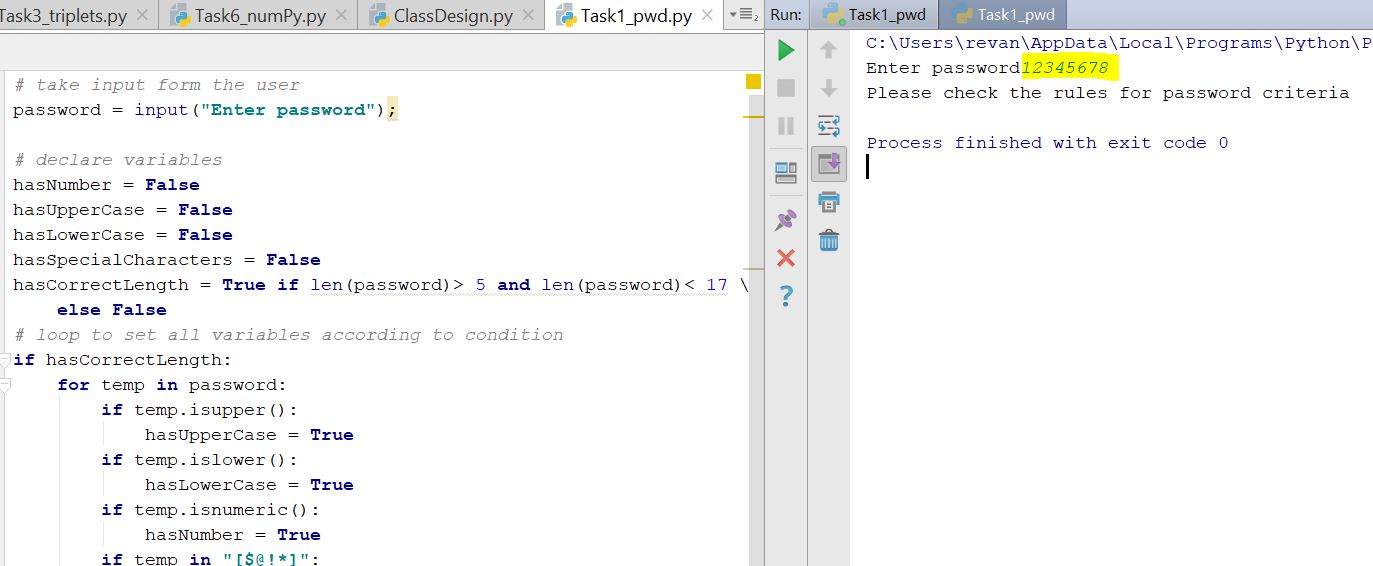 Task3_triplets.py Task6_numPy.py ClassDesign.py Task1_pwd.py Run: Task1_pwd Task1_pwd
# take input form the user
password = input("Enter password");
# declare variables
hasNumber = False
hasUpperCase = False
hasLowerCase = False
hasSpecialCharacters = False
hasCorrectLength = True if len(password)> 5 and len(password)< 17 \
else False
# loop to set all variables according to condition
if hasCorrectLength:
for temp in password:
if temp.isupper():
hasUpperCase = True
if temp.islower():
hasLowerCase = True
if temp.isnumeric():
hasNumber = True
if temp in "[$@!*]":
C:\Users\revan\AppData\Local\Programs\Python\P
Enter password12345678
Please check the rules for password criteria
Process finished with exit code 0